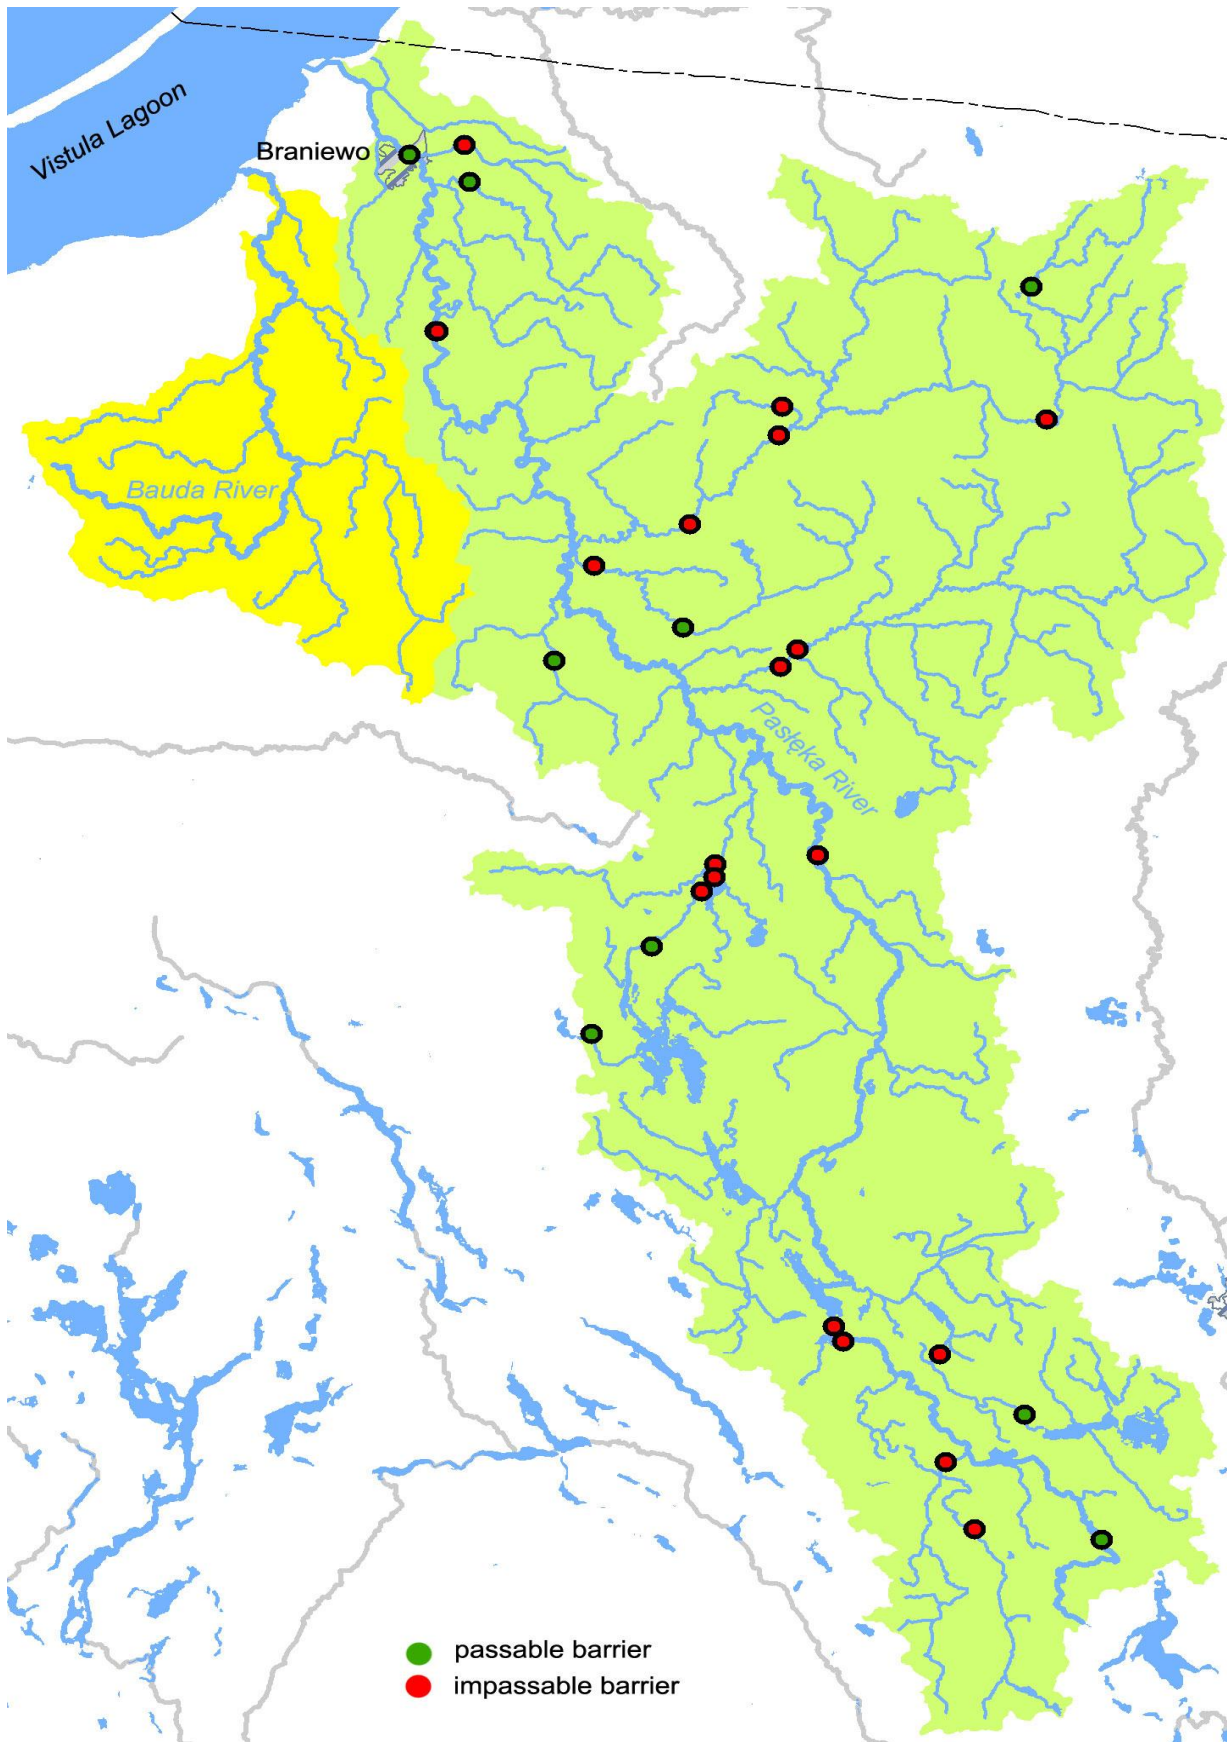 Vistula Lagoon
Braniewo
Bauda River
Pasłęka River
passable barrier
impassable barrier